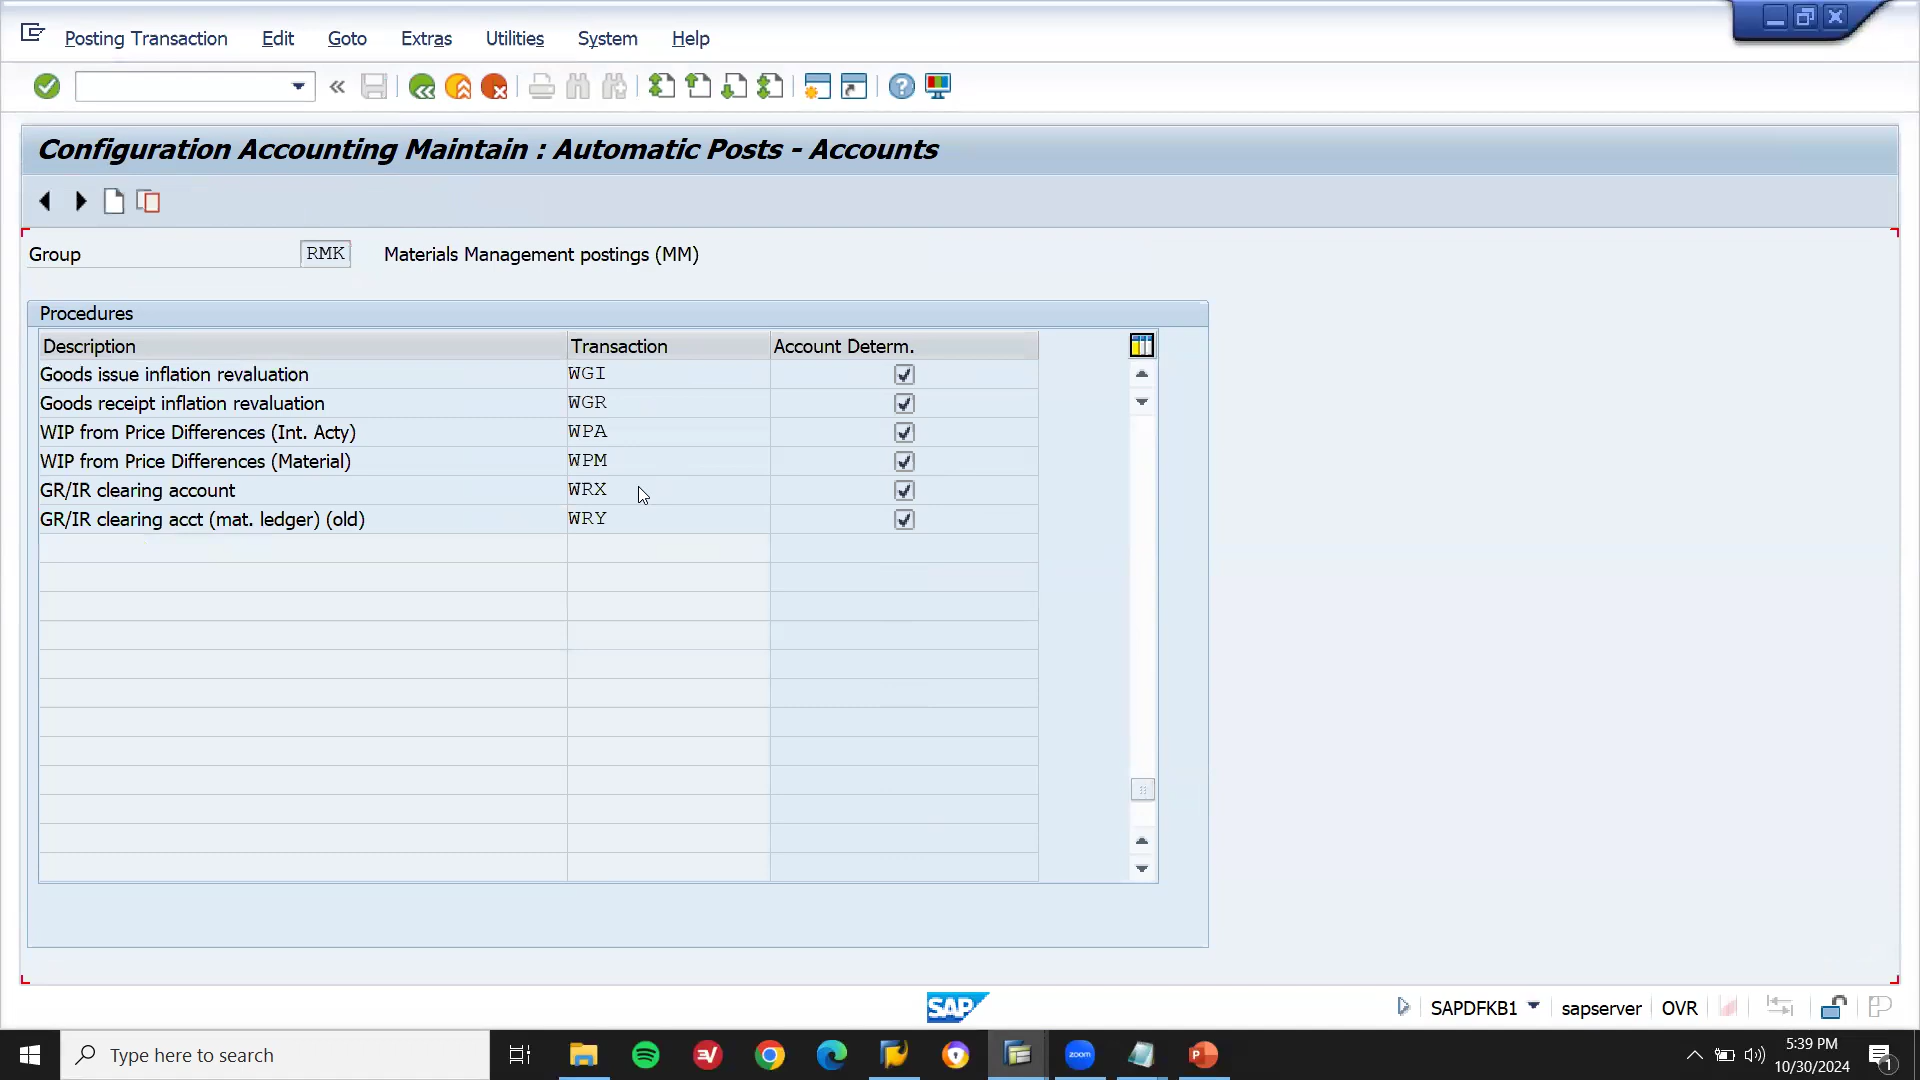 Posting Transaction Edit Goto Extras Utilities System Help
Configuration Accounting Maintain : Automatic Posts - Accounts
Group RMK Materials Management postings (MM)
Procedures
Description Transaction Account Determ.
Goods issue inflation revaluation WGI
Goods receipt inflation revaluation WGR
WIP from Price Differences (Int. Acty) WPA
WIP from Price Differences (Material) WPM
GR/IR clearing account WRX
GR/IR clearing acct (mat. ledger) (old) WRY
SAP SAPDFKB1 sapserver OVR
Type here to search
zoom
5:39 PM
10/30/2024
1